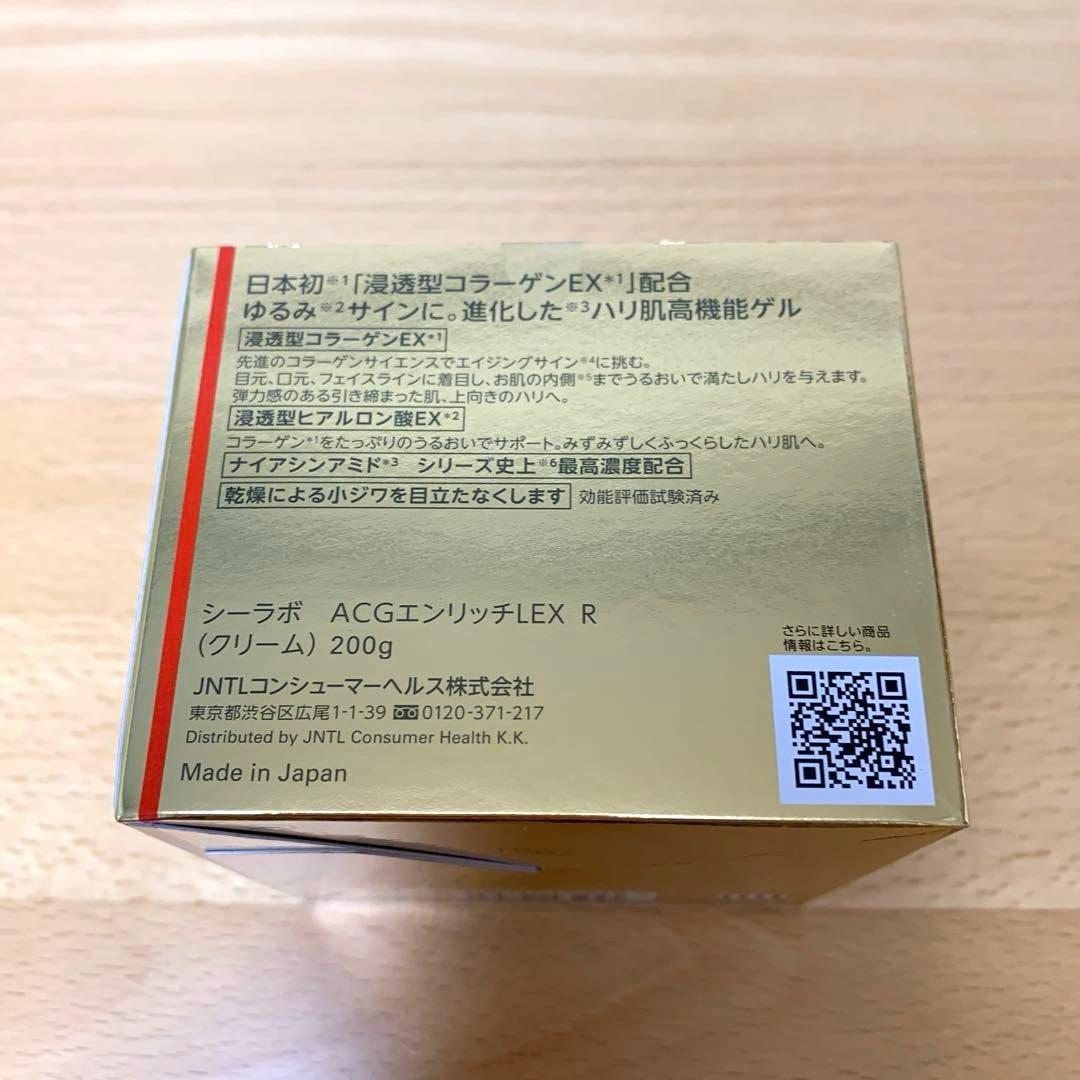 日本初※1「浸透型コラーゲンEX*1」配合
ゆるみ※2サインに。進化した※3ハリ肌高機能ゲル
浸透型コラーゲンEX*1
先進のコラーゲンサイエンスでエイジングサイン※4に挑む。
目元、口元、フェイスラインに着目し、お肌の内側※5までうるおいで満たしハリを与えます。
弾力感のある引き締まった肌、上向きのハリへ。
浸透型ヒアルロン酸EX*2
コラーゲン*1をたっぷりのうるおいでサポート。みずみずしくふっくらしたハリ肌へ。
ナイアシンアミド*3 シリーズ史上※6最高濃度配合
乾燥による小ジワを目立たなくします 効能評価試験済み
シーラボ ACGエンリッチLEX R
(クリーム) 200g
JNTLコンシューマーヘルス株式会社
東京都渋谷区広尾1-1-39 0120-371-217
Distributed by JNTL Consumer Health K.K.
Made in Japan
さらに詳しい商品
情報はこちら。